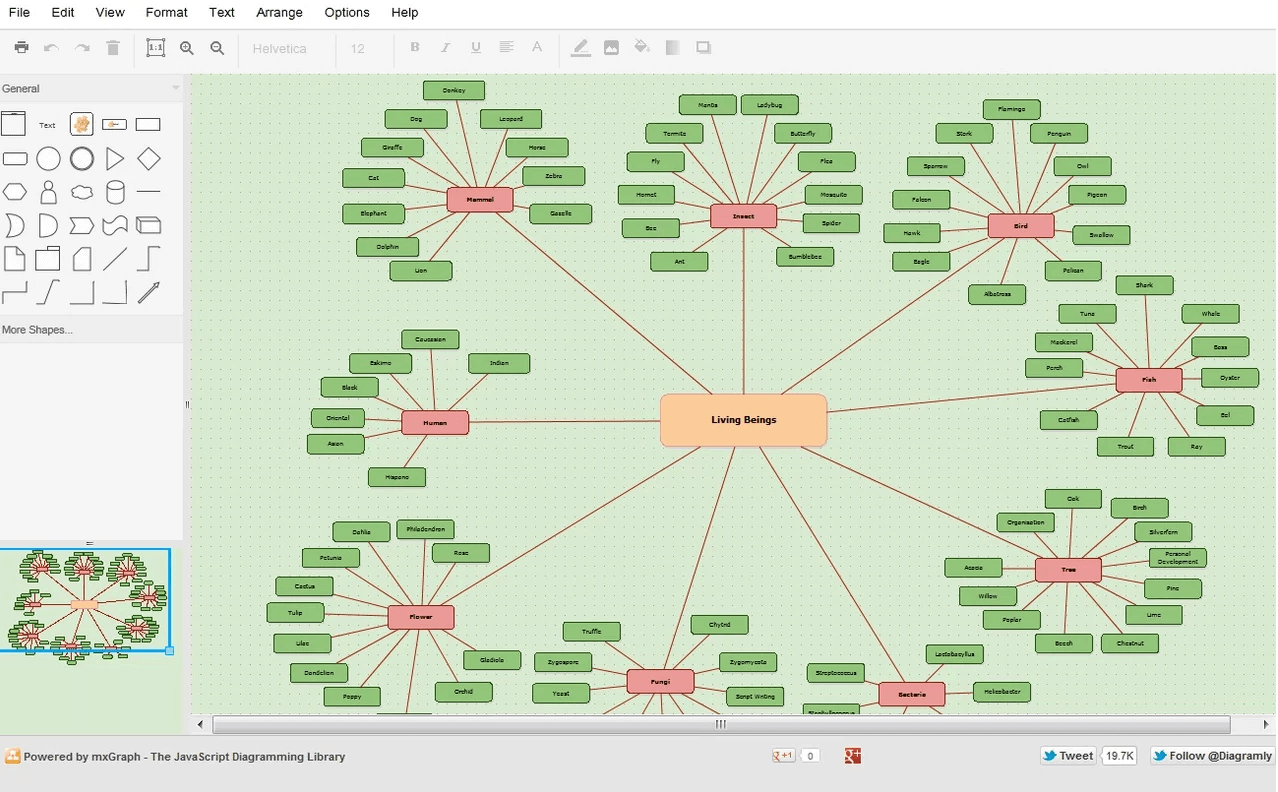 File Edit View Format Text Arrange Options Help
1:1
Helvetica 12 B I U A
General
Text
More Shapes...
Donkey
Dog
Leopard
Giraffe
Horse
Cat
Zebra
Mammal
Elephant
Gazelle
Dolphin
Lion
Mantis
Ladybug
Termite
Butterfly
Fly
Flea
Hornet
Mosquito
Insect
Bee
Spider
Ant
Bumblebee
Flamingo
Stork
Penguin
Sparrow
Owl
Falcon
Pigeon
Bird
Hawk
Swallow
Eagle
Pelican
Albatross
Shark
Tuna
Whale
Mackerel
Bass
Perch
Oyster
Fish
Catfish
Eel
Trout
Ray
Caucasian
Eskimo
Indian
Black
Oriental
Human
Asian
Hispano
Living Beings
Oak
Birch
Organisation
Silverfern
Personal
Development
Acacia
Tree
Pine
Willow
Lime
Poplar
Beech
Chestnut
Dahlia
Philadendron
Petunia
Rose
Cactus
Tulip
Flower
Lilac
Gladiola
Dandelion
Orchid
Poppy
Truffle
Chytrid
Zygospore
Zygomycota
Fungi
Yeast
Script Writing
Lactobacyllus
Streptococcus
Bacteria
Helicobacter
Powered by mxGraph - The JavaScript Diagramming Library
g +1 0
g+
Tweet 19.7K
Follow @Diagramly